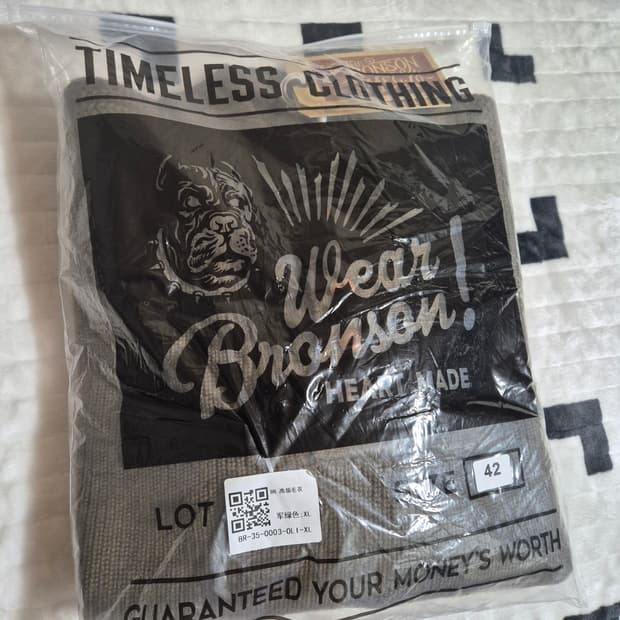 TIMELESS CLOTHING
BRONSON
Wear
Bronson!
HEART MADE
LOT
军绿色;XL
BR-35-0003-OLI-XL
SIZE
42
GUARANTEED YOUR MONEY'S WORTH